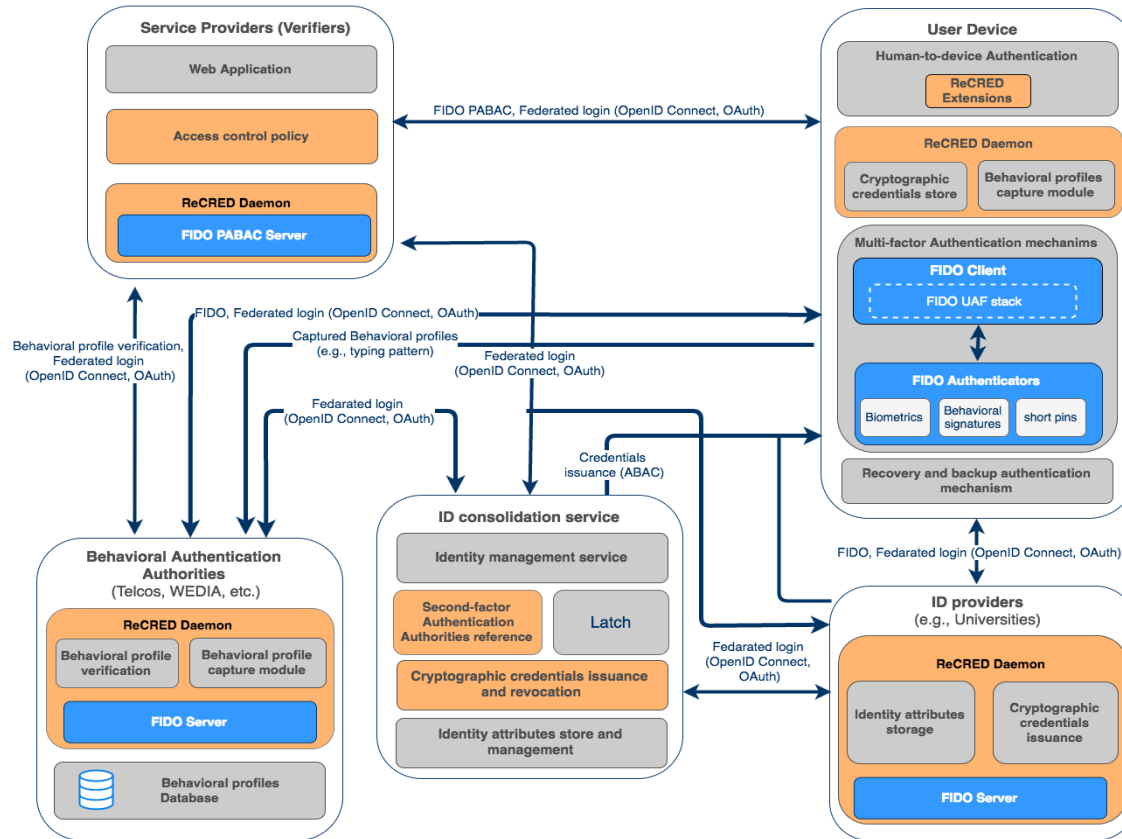 Service Providers (Verifiers)
Web Application
Access control policy
ReCRED Daemon
FIDO PABAC Server
FIDO PABAC, Federated login (OpenID Connect, OAuth)
User Device
Human-to-device Authentication
ReCRED
Extensions
ReCRED Daemon
Cryptographic
credentials store
Behavioral profiles
capture module
Multi-factor Authentication mechanims
FIDO Client
FIDO UAF stack
FIDO Authenticators
Biometrics
Behavioral
signatures
short pins
Recovery and backup authentication
mechanism
Behavioral profile verification,
Federated login
(OpenID Connect, OAuth)
FIDO, Federated login (OpenID Connect, OAuth)
Captured Behavioral profiles
(e.g., typing pattern)
Federated login
(OpenID Connect, OAuth)
Fedarated login
(OpenID Connect, OAuth)
Credentials
issuance (ABAC)
FIDO, Fedarated login (OpenID Connect, OAuth)
Behavioral Authentication
Authorities
(Telcos, WEDIA, etc.)
ReCRED Daemon
Behavioral profile
verification
Behavioral profile
capture module
FIDO Server
Behavioral profiles
Database
ID consolidation service
Identity management service
Second-factor
Authentication
Authorities reference
Latch
Cryptographic credentials issuance
and revocation
Identity attributes store and
management
Fedarated login
(OpenID Connect,
OAuth)
ID providers
(e.g., Universities)
ReCRED Daemon
Identity attributes
storage
Cryptographic
credentials
issuance
FIDO Server